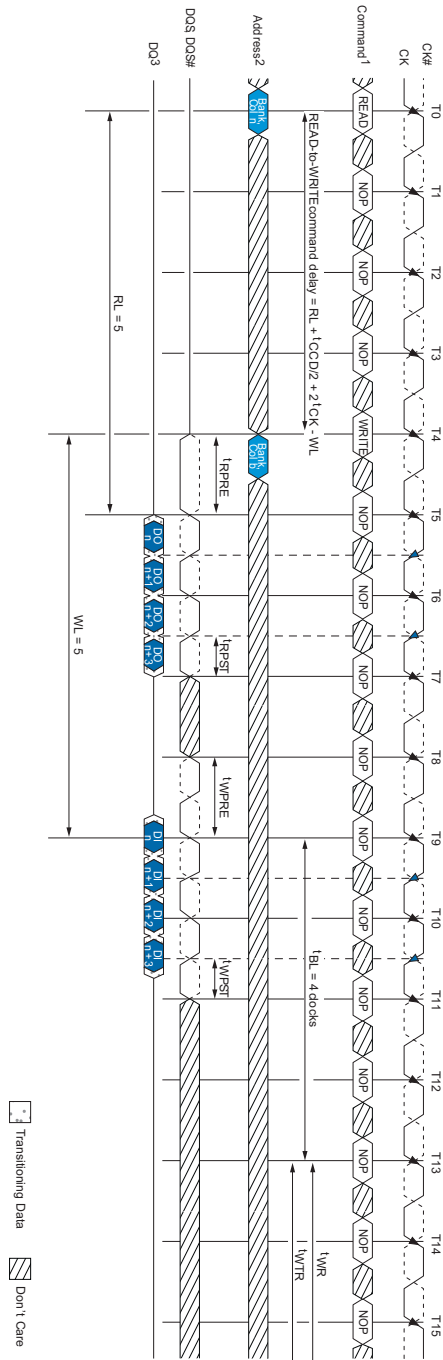 T0 T1 T2 T3 T4 T5 T6 T7 T8 T9 T10 T11 T12 T13 T14 T15
CK#
CK
Command1 READ NOP NOP NOP WRITE NOP NOP NOP NOP NOP NOP NOP NOP NOP NOP NOP
READ-to-WRITEcommand delay = RL + tCCD/2 + 2tCK - WL
tBL = 4 clocks
tWR
tWTR
Address2
Bank,
Col n
Bank,
Col b
tRPRE tRPST tWPRE tWPST
DQS, DQS#
DQ3
DO
n
DO
n+1
DO
n+2
DO
n+3
DI
n
DI
n+1
DI
n+2
DI
n+3
RL = 5
WL = 5
Transitioning Data
Don't Care